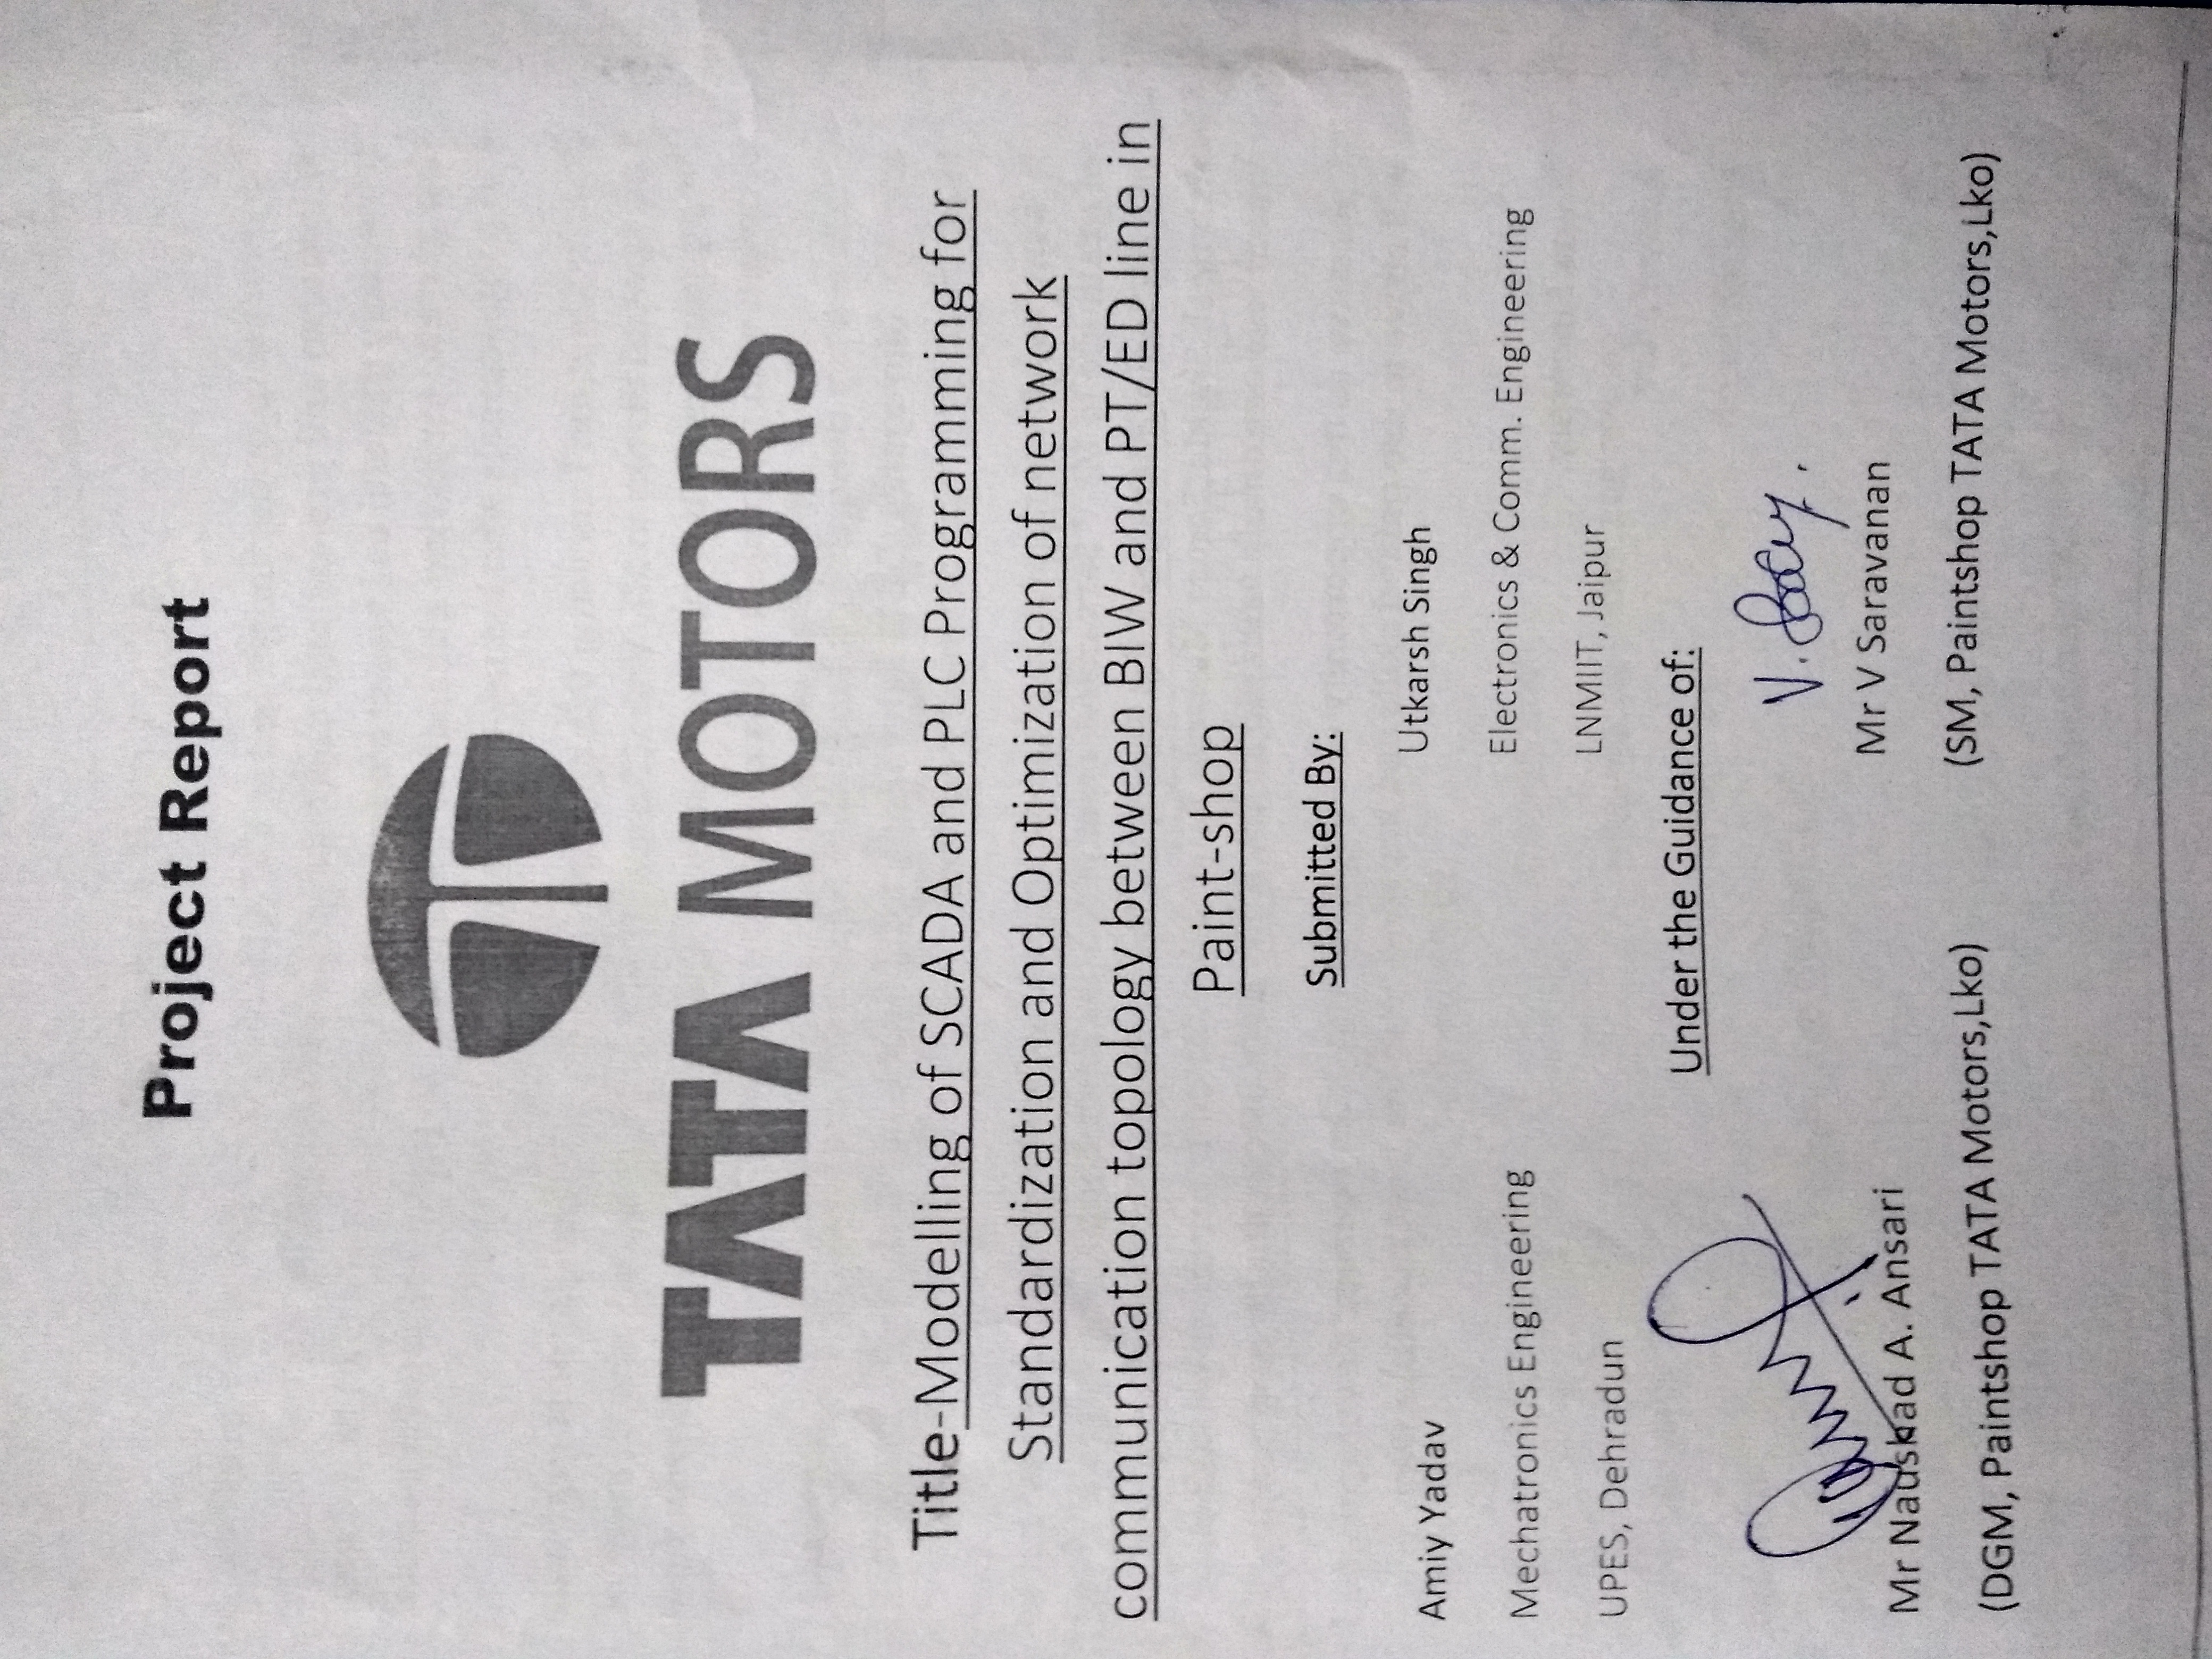 Project Report
TATA MOTORS
Title-Modelling of SCADA and PLC Programming for
Standardization and Optimization of network
communication topology between BIW and PT/ED line in
Paint-shop
Submitted By:
Amiy Yadav
Utkarsh Singh
Mechatronics Engineering
Electronics & Comm. Engineering
UPES, Dehradun
LNMIIT, Jaipur
Under the Guidance of:
V.
Mr Naushad A. Ansari
Mr V Saravanan
(DGM, Paintshop TATA Motors,Lko)
(SM, Paintshop TATA Motors,Lko)